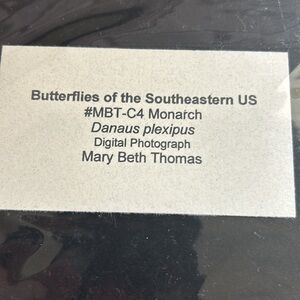 Butterflies of the Southeastern US
#MBT-C4 Monarch
Danaus plexipus
Digital Photograph
Mary Beth Thomas